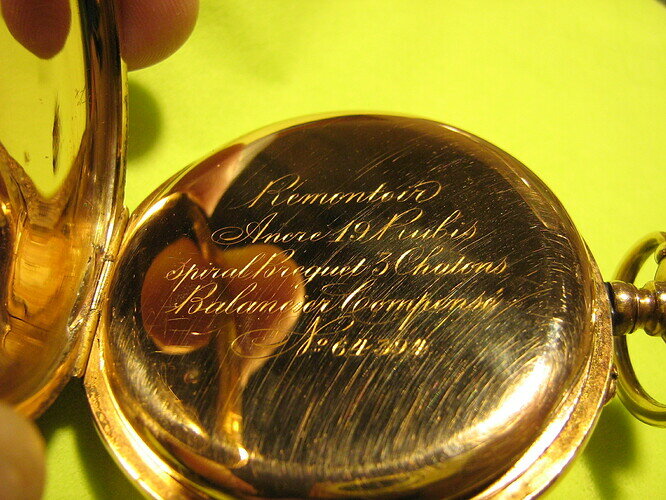 Remontoir
Ancre 19 Rubis
Spiral Breguet 3 Chatons
Balancier Compensé
No 64394